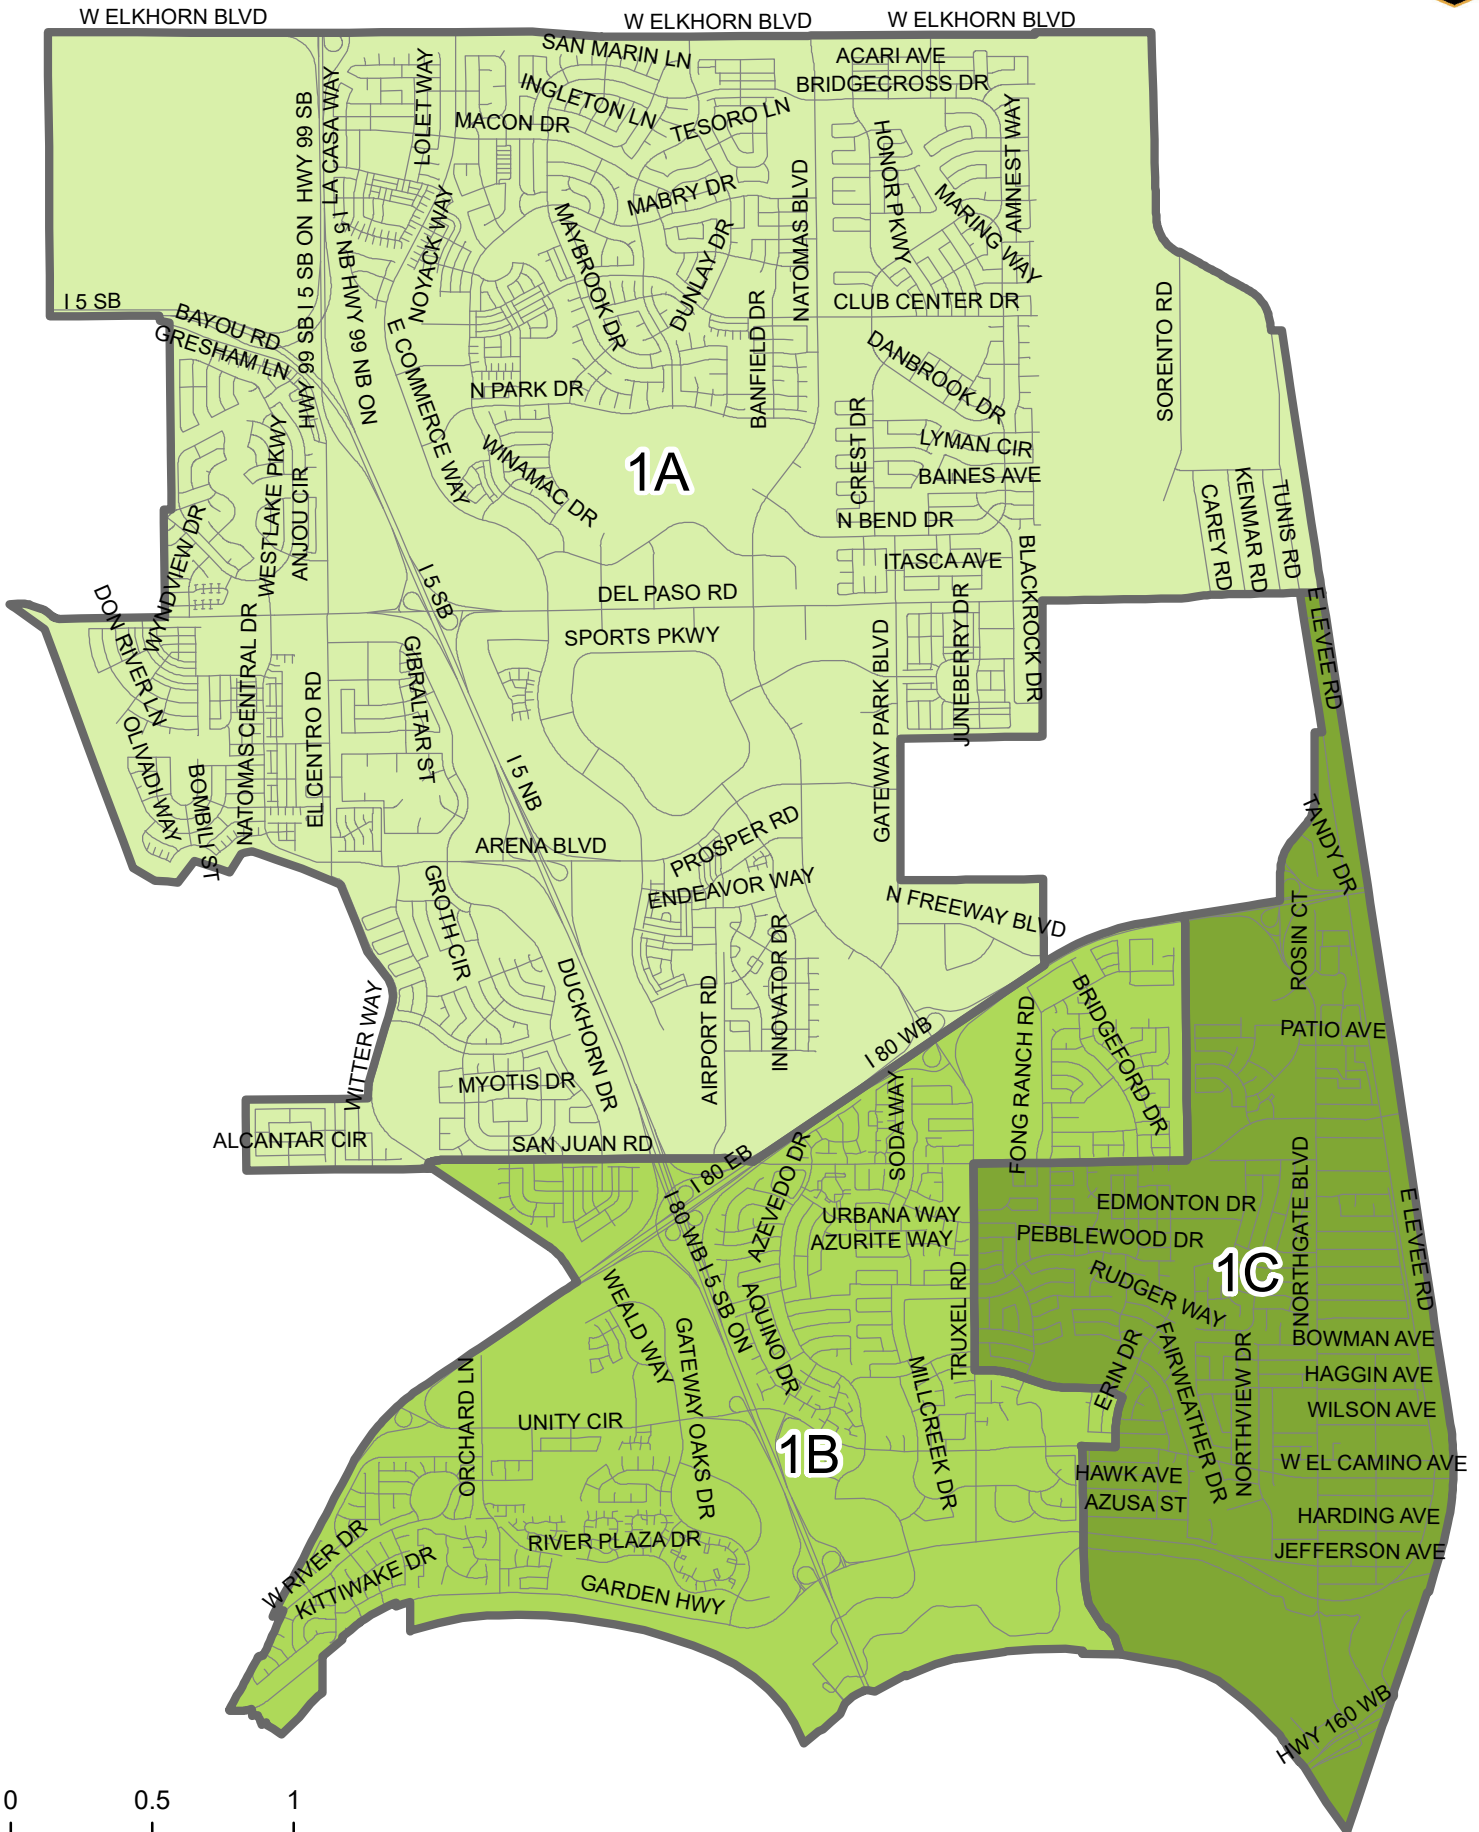 W ELKHORN BLVD
W ELKHORN BLVD
W ELKHORN BLVD
SAN MARIN LN
ACARI AVE
BRIDGECROSS DR
INGLETON LN
TESORO LN
MACON DR
LOLET WAY
LA CASA WAY
HWY 99 SB I 5 SB ON HWY 99 SB
HONOR PKWY
AMNEST WAY
MARING WAY
MABRY DR
NATOMAS BLVD
NOYACK WAY
MAYBROOK DR
DUNLAY DR
I 5 NB HWY 99 NB ON
CLUB CENTER DR
SORENTO RD
I 5 SB
BAYOU RD
GRESHAM LN
E COMMERCE WAY
BANFIELD DR
DANBROOK DR
N PARK DR
CREST DR
LYMAN CIR
BAINES AVE
WINAMAC DR
1A
WESTLAKE PKWY
ANJOU CIR
WYNDVIEW DR
N BEND DR
CAREY RD
KENMAR RD
TUNIS RD
ITASCA AVE
BLACKROCK DR
I 5 SB
DEL PASO RD
DON RIVER LN
SPORTS PKWY
JUNEBERRY DR
E LEVEE RD
NATOMAS CENTRAL DR
GIBRALTAR ST
GATEWAY PARK BLVD
EL CENTRO RD
OLIVADI WAY
BOMBILI ST
I 5 NB
TANDY DR
ARENA BLVD
PROSPER RD
ENDEAVOR WAY
GROTH CIR
N FREEWAY BLVD
ROSIN CT
INNOVATOR DR
DUCKHORN DR
AIRPORT RD
BRIDGEFORD DR
WITTER WAY
FONG RANCH RD
PATIO AVE
I 80 WB
MYOTIS DR
SODA WAY
ALCANTAR CIR
SAN JUAN RD
I 80 EB
AZEVEDO DR
NORTHGATE BLVD
I 80 WB I 5 SB ON
URBANA WAY
AZURITE WAY
EDMONTON DR
PEBBLEWOOD DR
E LEVEE RD
1C
RUDGER WAY
TRUXEL RD
WEALD WAY
AQUINO DR
GATEWAY OAKS DR
ERIN DR
FAIRWEATHER DR
NORTHVIEW DR
BOWMAN AVE
HAGGIN AVE
WILSON AVE
MILLCREEK DR
ORCHARD LN
UNITY CIR
1B
HAWK AVE
W EL CAMINO AVE
AZUSA ST
HARDING AVE
JEFFERSON AVE
RIVER PLAZA DR
W RIVER DR
KITTIWAKE DR
GARDEN HWY
HWY 160 WB
0 0.5 1